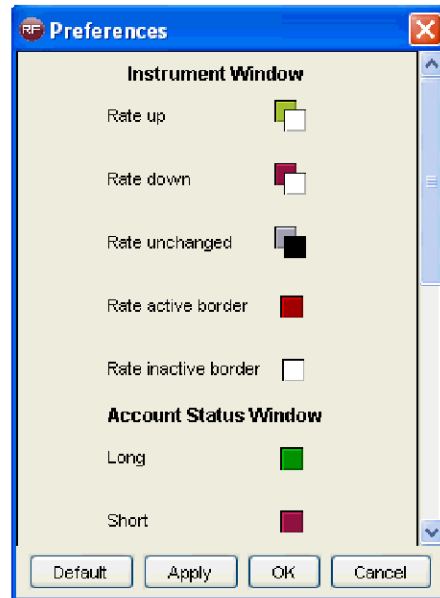 RF Preferences
Instrument Window
Rate up
Rate down
Rate unchanged
Rate active border
Rate inactive border
Account Status Window
Long
Short
Default Apply OK Cancel